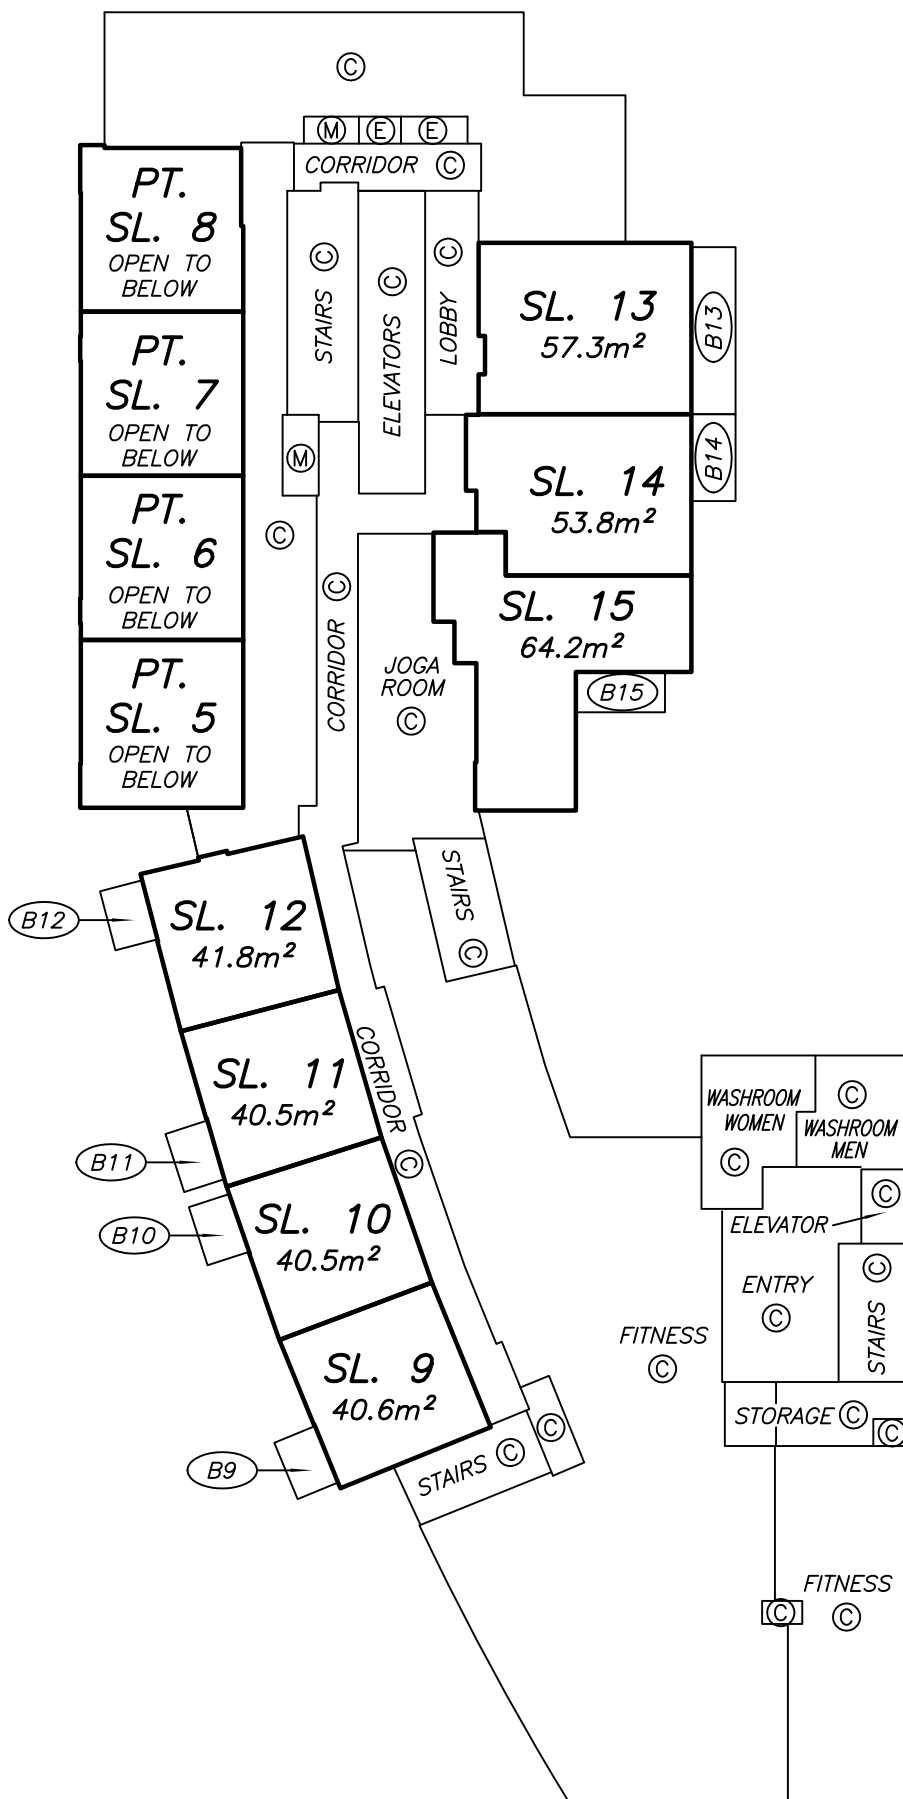 C
M E E
CORRIDOR C
PT.
SL. 8
OPEN TO
BELOW
STAIRS C
ELEVATORS C
LOBBY C
SL. 13
57.3m²
B13
PT.
SL. 7
OPEN TO
BELOW
M
SL. 14
53.8m²
B14
PT.
SL. 6
OPEN TO
BELOW
C
CORRIDOR C
SL. 15
64.2m²
B15
JOGA
ROOM
C
PT.
SL. 5
OPEN TO
BELOW
STAIRS C
B12
SL. 12
41.8m²
CORRIDOR C
SL. 11
40.5m²
B11
SL. 10
40.5m²
B10
SL. 9
40.6m²
B9
STAIRS C
C
WASHROOM
WOMEN
C
C
WASHROOM
MEN
C
ELEVATOR
ENTRY
C
STAIRS C
FITNESS
C
STORAGE C
C
FITNESS
C
C